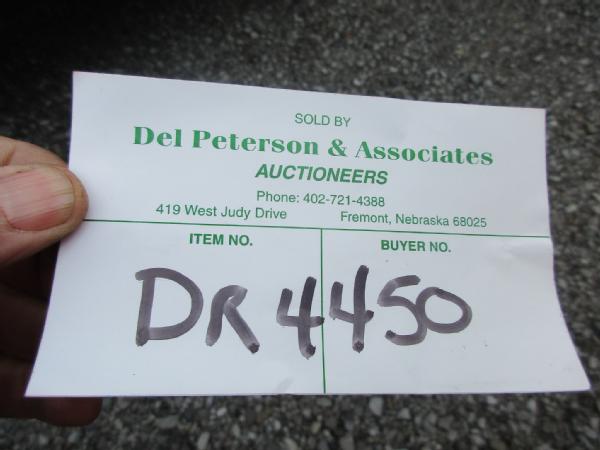 SOLD BY
Del Peterson & Associates
AUCTIONEERS
Phone: 402-721-4388
419 West Judy Drive Fremont, Nebraska 68025
ITEM NO. BUYER NO.
DR4450